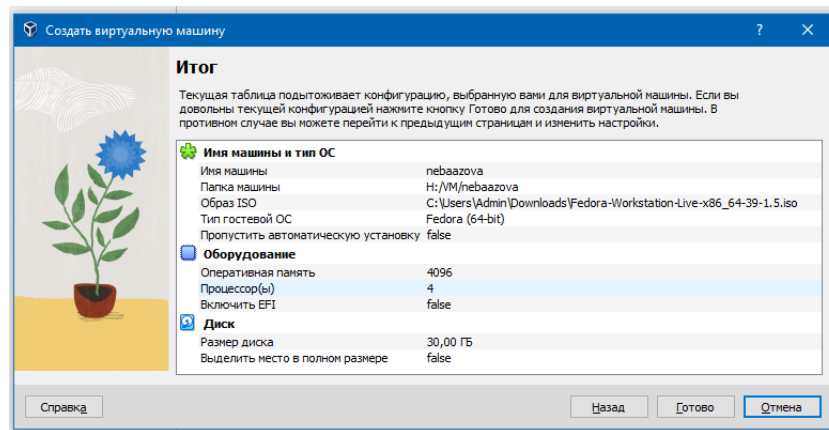 Создать виртуальную машину
Итог
Текущая таблица подытоживает конфигурацию, выбранную вами для виртуальной машины. Если вы
довольны текущей конфигурацией нажмите кнопку Готово для создания виртуальной машины. В
противном случае вы можете перейти к предыдущим страницам и изменить настройки.
Имя машины и тип ОС
Имя машины nebaazova
Папка машины H:/VM/nebaazova
Образ ISO C:\Users\Admin\Downloads\Fedora-Workstation-Live-x86_64-39-1.5.iso
Тип гостевой ОС Fedora (64-bit)
Пропустить автоматическую установку false
Оборудование
Оперативная память 4096
Процессор(ы) 4
Включить EFI false
Диск
Размер диска 30,00 ГБ
Выделить место в полном размере false
Справка Назад Готово Отмена